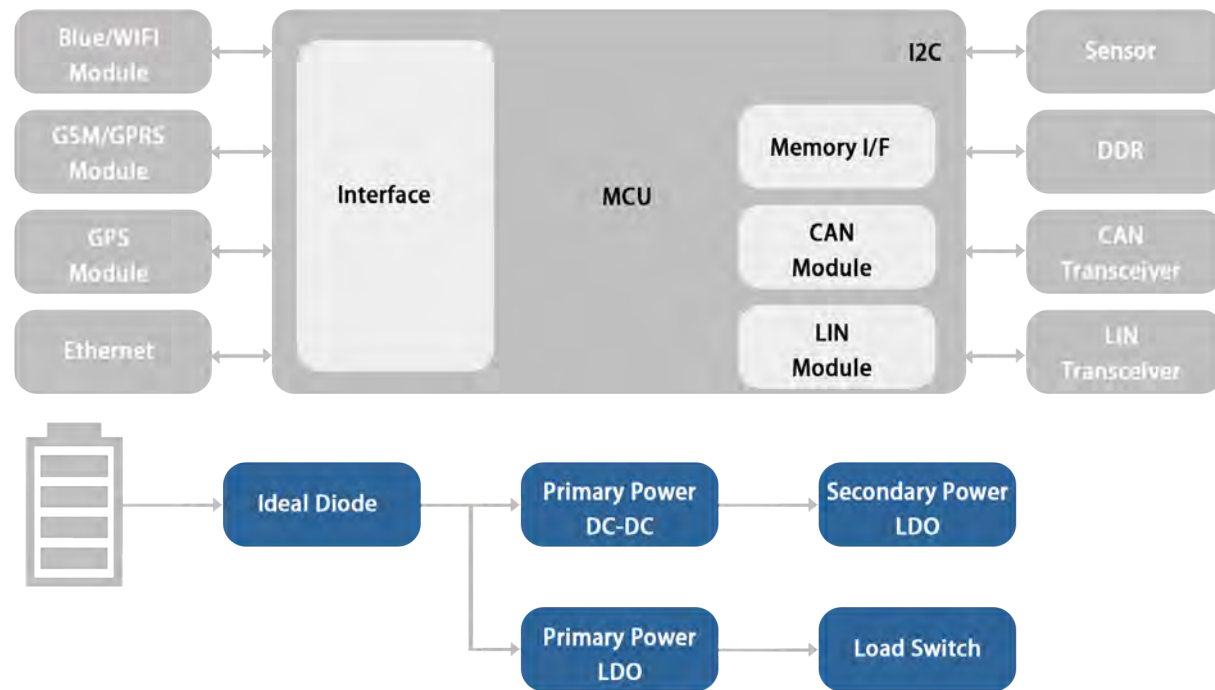 Blue/WIFI
Module
GSM/GPRS
Module
GPS
Module
Ethernet
Interface
MCU
I2C
Memory I/F
CAN
Module
LIN
Module
Sensor
DDR
CAN
Transceiver
LIN
Transceiver
Ideal Diode
Primary Power
DC-DC
Secondary Power
LDO
Primary Power
LDO
Load Switch